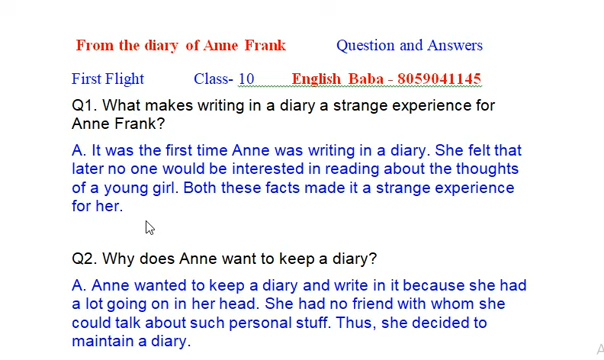 From the diary of Anne Frank Question and Answers
First Flight Class- 10 English Baba - 8059041145
Q1. What makes writing in a diary a strange experience for
Anne Frank?
A. It was the first time Anne was writing in a diary. She felt that
later no one would be interested in reading about the thoughts
of a young girl. Both these facts made it a strange experience
for her.
Q2. Why does Anne want to keep a diary?
A. Anne wanted to keep a diary and write in it because she had
a lot going on in her head. She had no friend with whom she
could talk about such personal stuff. Thus, she decided to
maintain a diary.
A